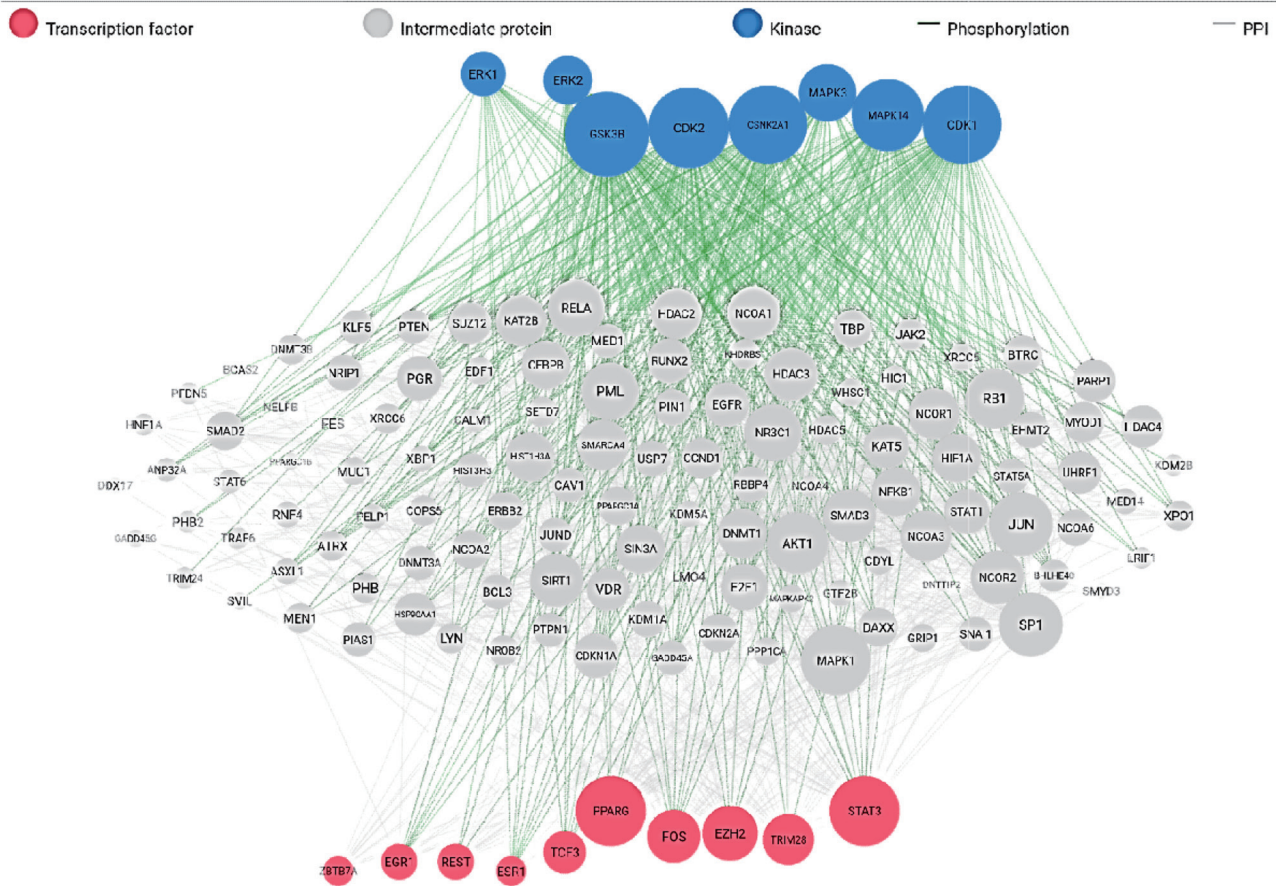 Transcription factor
Intermediate protein
Kinase
Phosphorylation
PPI
ERK1
ERK2
GSK3B
CDK2
CSNK2A1
MAPK3
MAPK14
CDK1
RELA
HDAC2
NCOA1
KLF5
PTEN
SUZ12
KAT2B
MED1
TBP
JAK2
DNMT3B
BCAS2
NRIP1
PGR
EDF1
CEBPB
RUNX2
KHDRBS
HDAC3
HIC1
XRCC5
BTRC
PARP1
PFDN5
NELFB
PML
PIN1
EGFR
WHSC1
NCOR1
RB1
HNF1A
SMAD2
FES
XRCC6
CALM1
SETD7
NR3C1
HDAC5
EHMT2
MYOD1
HDAC4
ANP32A
STAT6
PPARGC1B
MUC1
XBP1
HIST3H3
HIST1H3A
SMARCA4
USP7
CCND1
KAT5
HIF1A
STAT5A
UHRF1
KDM2B
DDX17
CAV1
RBBP4
NCOA4
NFKB1
MED14
PHB2
RNF4
PELP1
COPS5
ERBB2
PPARGC1A
KDM5A
SMAD3
STAT1
JUN
NCOA6
XPO1
GADD45G
TRAF6
ATRX
NCOA2
JUND
SIN3A
DNMT1
AKT1
NCOA3
TRIM24
ASXL1
PHB
DNMT3A
BCL3
SIRT1
VDR
LMO4
E2F1
MAPKAPK2
CDYL
GTF2B
DNTTIP2
NCOR2
BHLHE40
LRIF1
SMYD3
SVIL
MEN1
PIAS1
HSP90AA1
LYN
NR0B2
PTPN1
CDKN1A
KDM1A
GADD45A
CDKN2A
PPP1CA
MAPK1
DAXX
GRIP1
SNAI1
SP1
PPARG
STAT3
FOS
EZH2
TRIM28
TCF3
ZBTB7A
EGR1
REST
ESR1